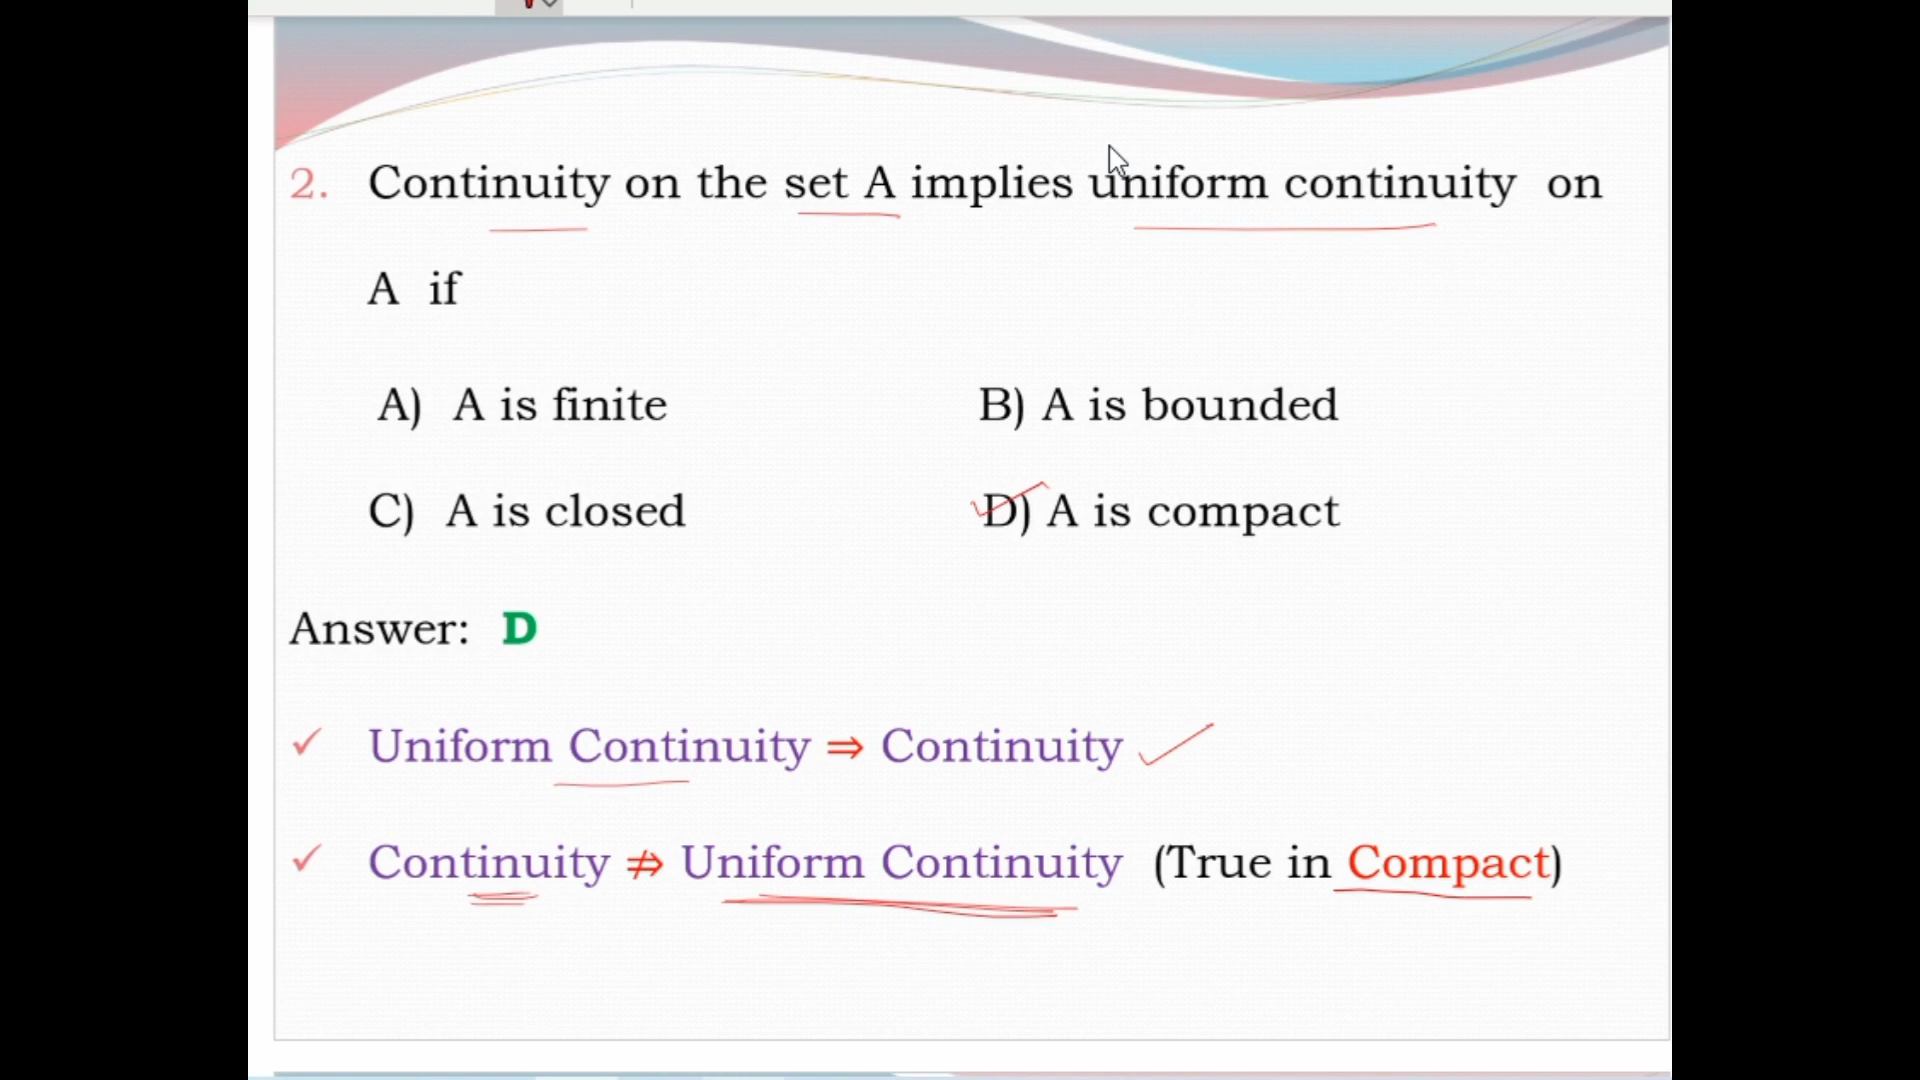 2. Continuity on the set A implies uniform continuity on
A if
A) A is finite B) A is bounded
C) A is closed D) A is compact
Answer: D
✓ Uniform Continuity ⇒ Continuity
✓ Continuity ⇏ Uniform Continuity (True in Compact)